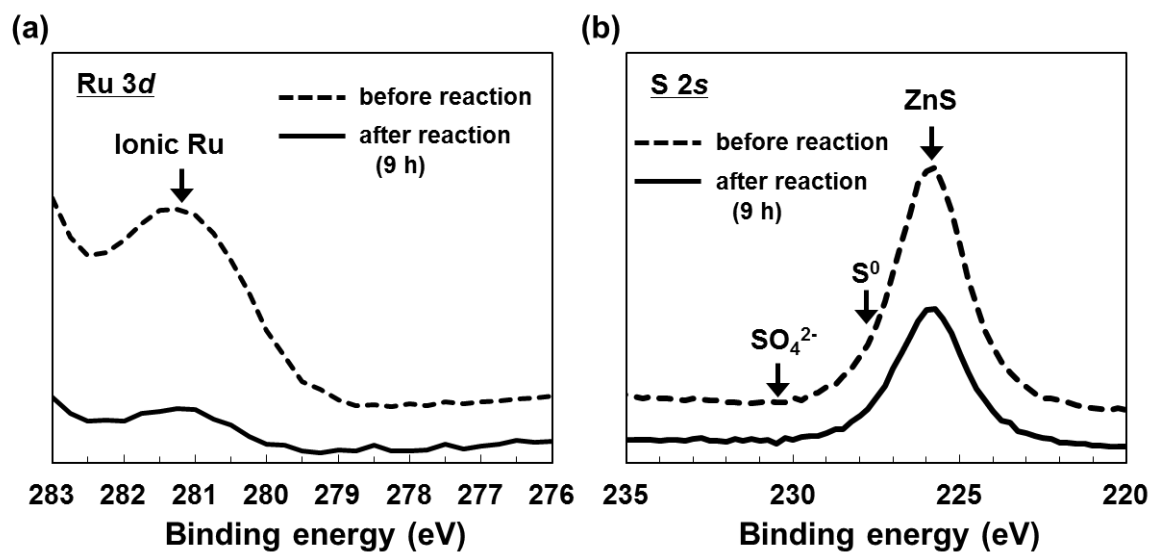 (a)
Ru 3d
before reaction
after reaction
(9 h)
Ionic Ru
283 282 281 280 279 278 277 276
Binding energy (eV)
(b)
S 2s
before reaction
after reaction
(9 h)
ZnS
S⁰
SO₄²⁻
235 230 225 220
Binding energy (eV)